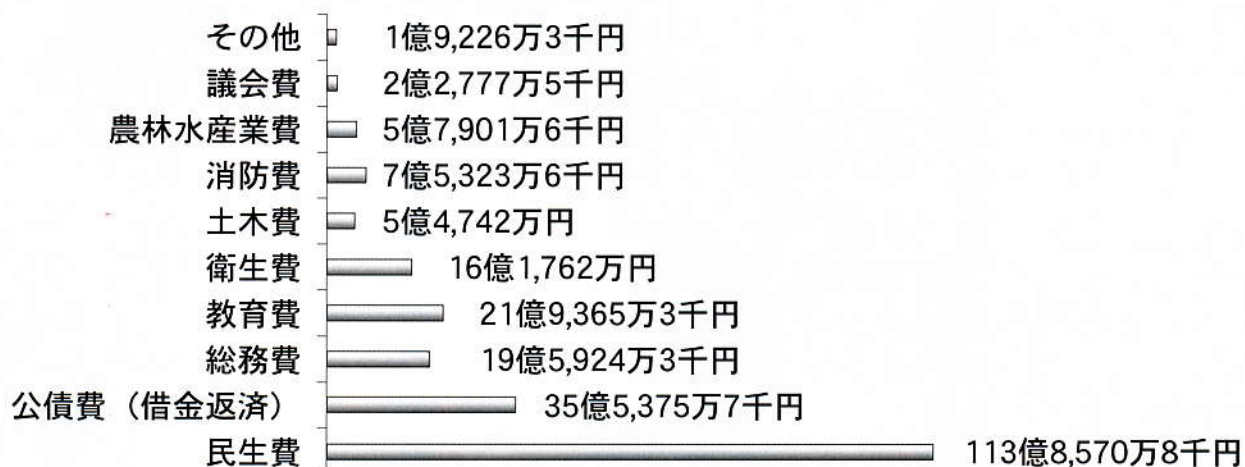 その他 1億9,226万3千円
議会費 2億2,777万5千円
農林水産業費 5億7,901万6千円
消防費 7億5,323万6千円
土木費 5億4,742万円
衛生費 16億1,762万円
教育費 21億9,365万3千円
総務費 19億5,924万3千円
公債費（借金返済） 35億5,375万7千円
民生費 113億8,570万8千円